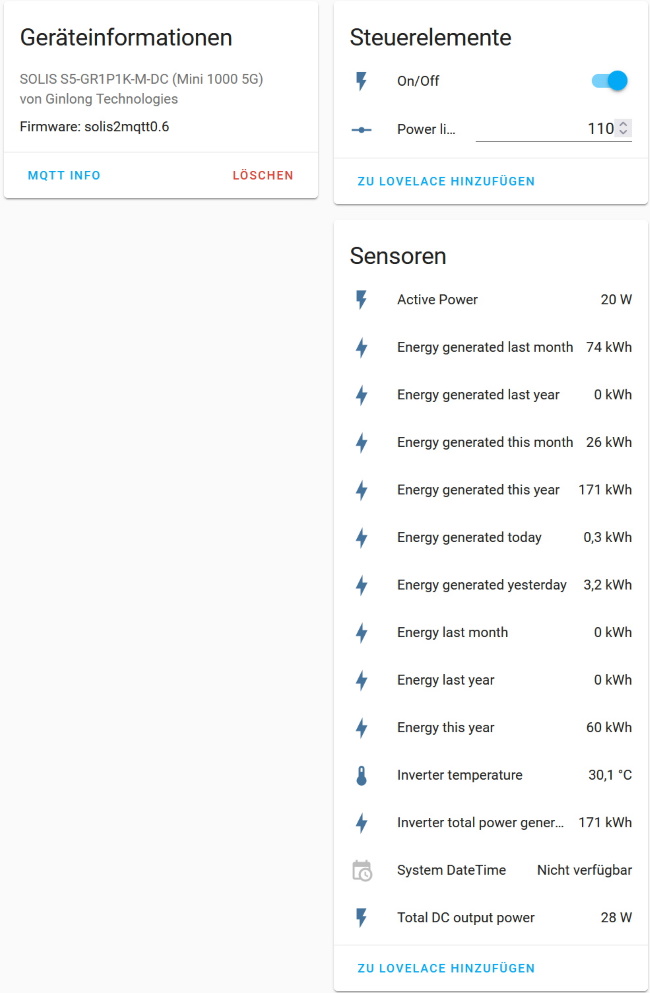 Geräteinformationen
SOLIS S5-GR1P1K-M-DC (Mini 1000 5G)
von Ginlong Technologies
Firmware: solis2mqtt0.6
MQTT INFO LÖSCHEN
Steuerelemente
On/Off
Power li... 110
ZU LOVELACE HINZUFÜGEN
Sensoren
Active Power 20 W
Energy generated last month 74 kWh
Energy generated last year 0 kWh
Energy generated this month 26 kWh
Energy generated this year 171 kWh
Energy generated today 0,3 kWh
Energy generated yesterday 3,2 kWh
Energy last month 0 kWh
Energy last year 0 kWh
Energy this year 60 kWh
Inverter temperature 30,1 °C
Inverter total power gener... 171 kWh
System DateTime Nicht verfügbar
Total DC output power 28 W
ZU LOVELACE HINZUFÜGEN